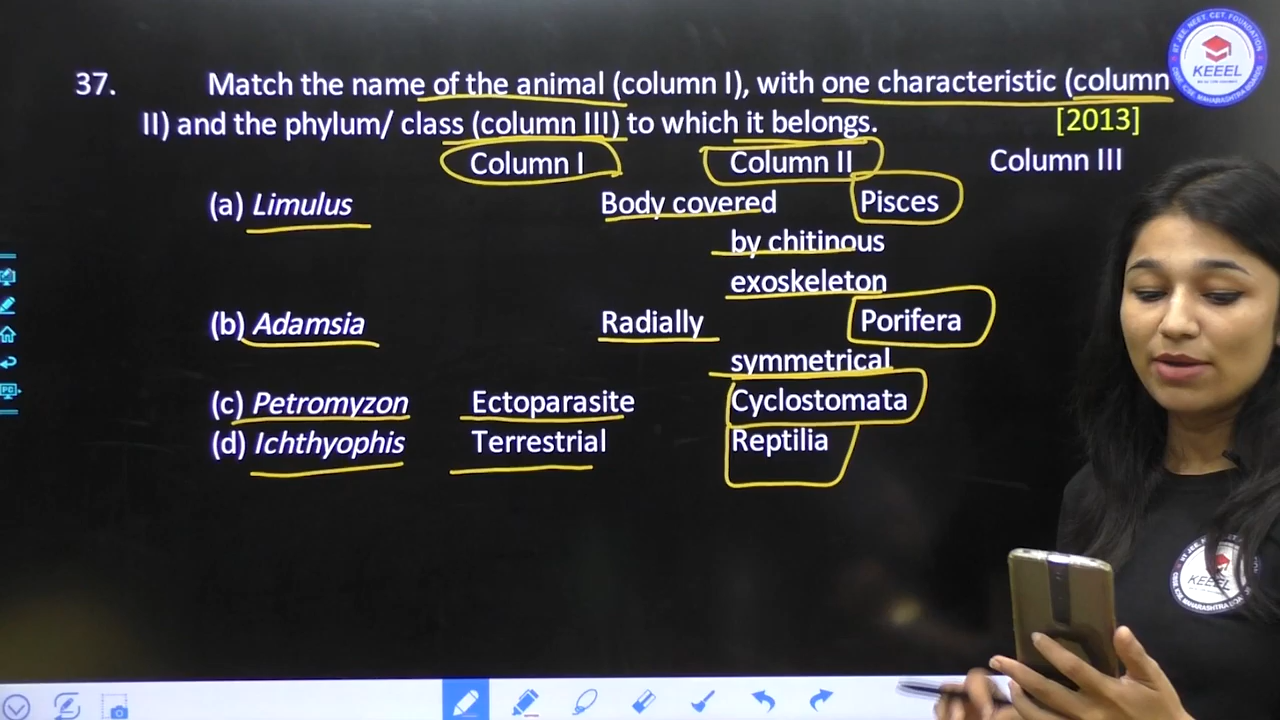 37. Match the name of the animal (column I), with one characteristic (column
II) and the phylum/ class (column III) to which it belongs. [2013]
Column I Column II Column III
(a) Limulus Body covered Pisces
by chitinous
exoskeleton
(b) Adamsia Radially Porifera
symmetrical
(c) Petromyzon Ectoparasite Cyclostomata
(d) Ichthyophis Terrestrial Reptilia
KEEEL
KEEEL